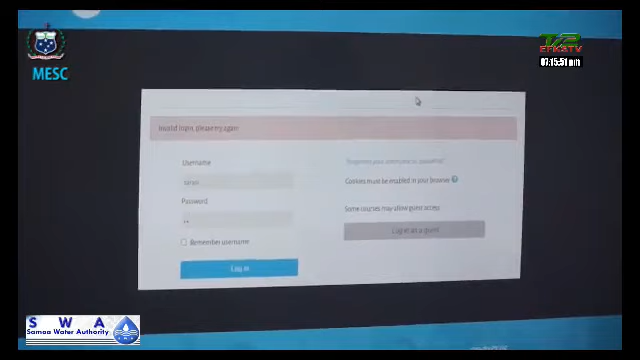 TV2
EFKSTV
07:15:51 pm
MESC
Invalid login, please try again
Username
Password
Remember username
Log in
Forgotten your username or password?
Cookies must be enabled in your browser
Some courses may allow guest access
Log in as a guest
S W A
Samoa Water Authority